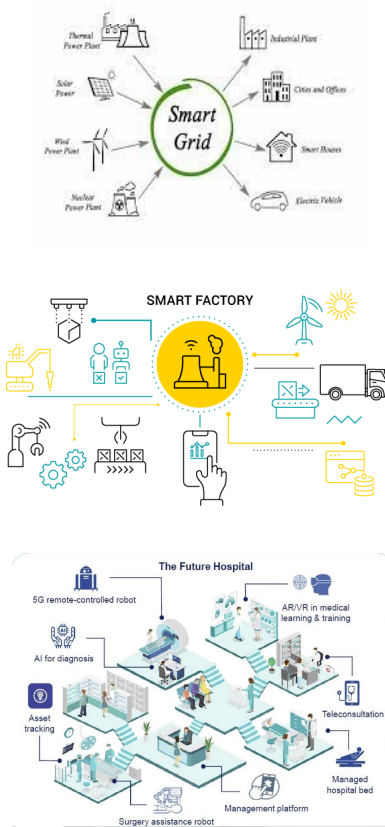 Thermal
Power Plant
Industrial Plant
Solar
Power
Cities and Offices
Smart
Grid
Wind
Power Plant
Smart Houses
Nuclear
Power Plant
Electric Vehicle
SMART FACTORY
The Future Hospital
5G remote-controlled robot
AR/VR in medical
learning & training
AI for diagnosis
Asset
tracking
Teleconsultation
Managed
hospital bed
Management platform
Surgery assistance robot